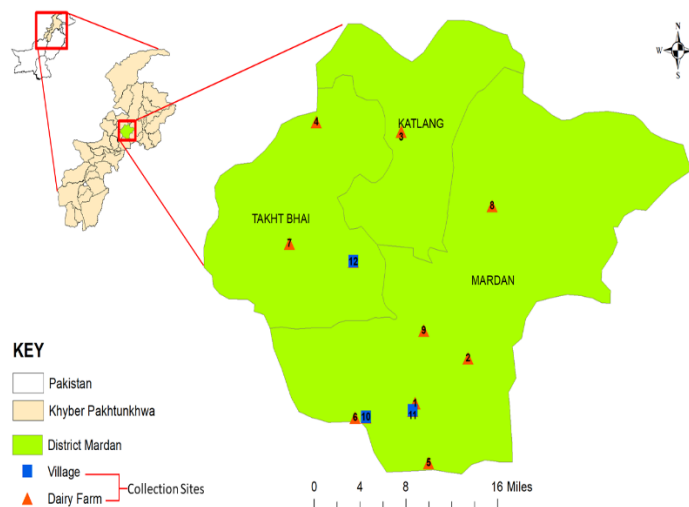 N
W E
S
4
KATLANG
3
8
TAKHT BHAI
7
12
MARDAN
9
2
1
11
6
10
5
KEY
Pakistan
Khyber Pakhtunkhwa
District Mardan
Village
Collection Sites
Dairy Farm
0 4 8 16 Miles